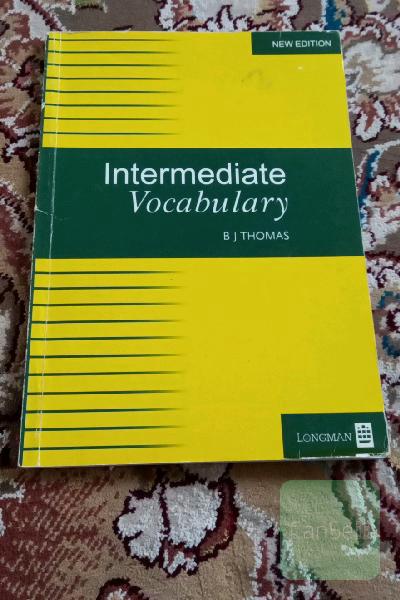 NEW EDITION
Intermediate
Vocabulary
B J THOMAS
LONGMAN